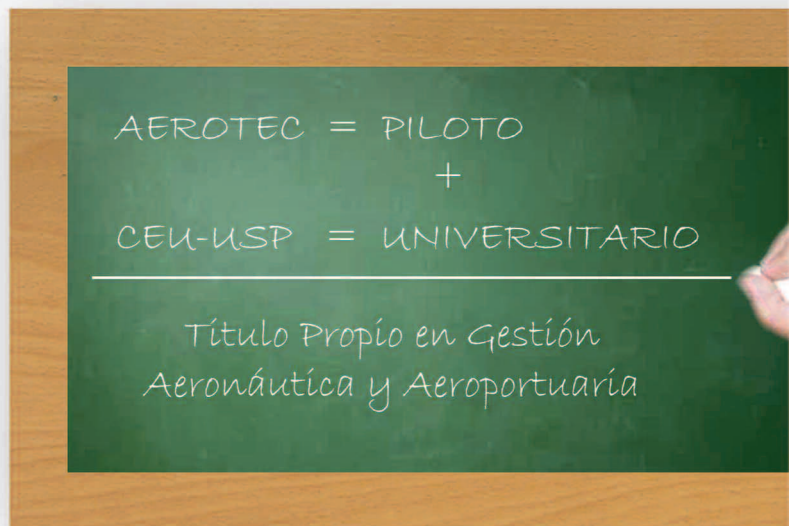 AEROTEC = PILOTO
+
CEU-USP = UNIVERSITARIO
Título Propio en Gestión
Aeronáutica y Aeroportuaria